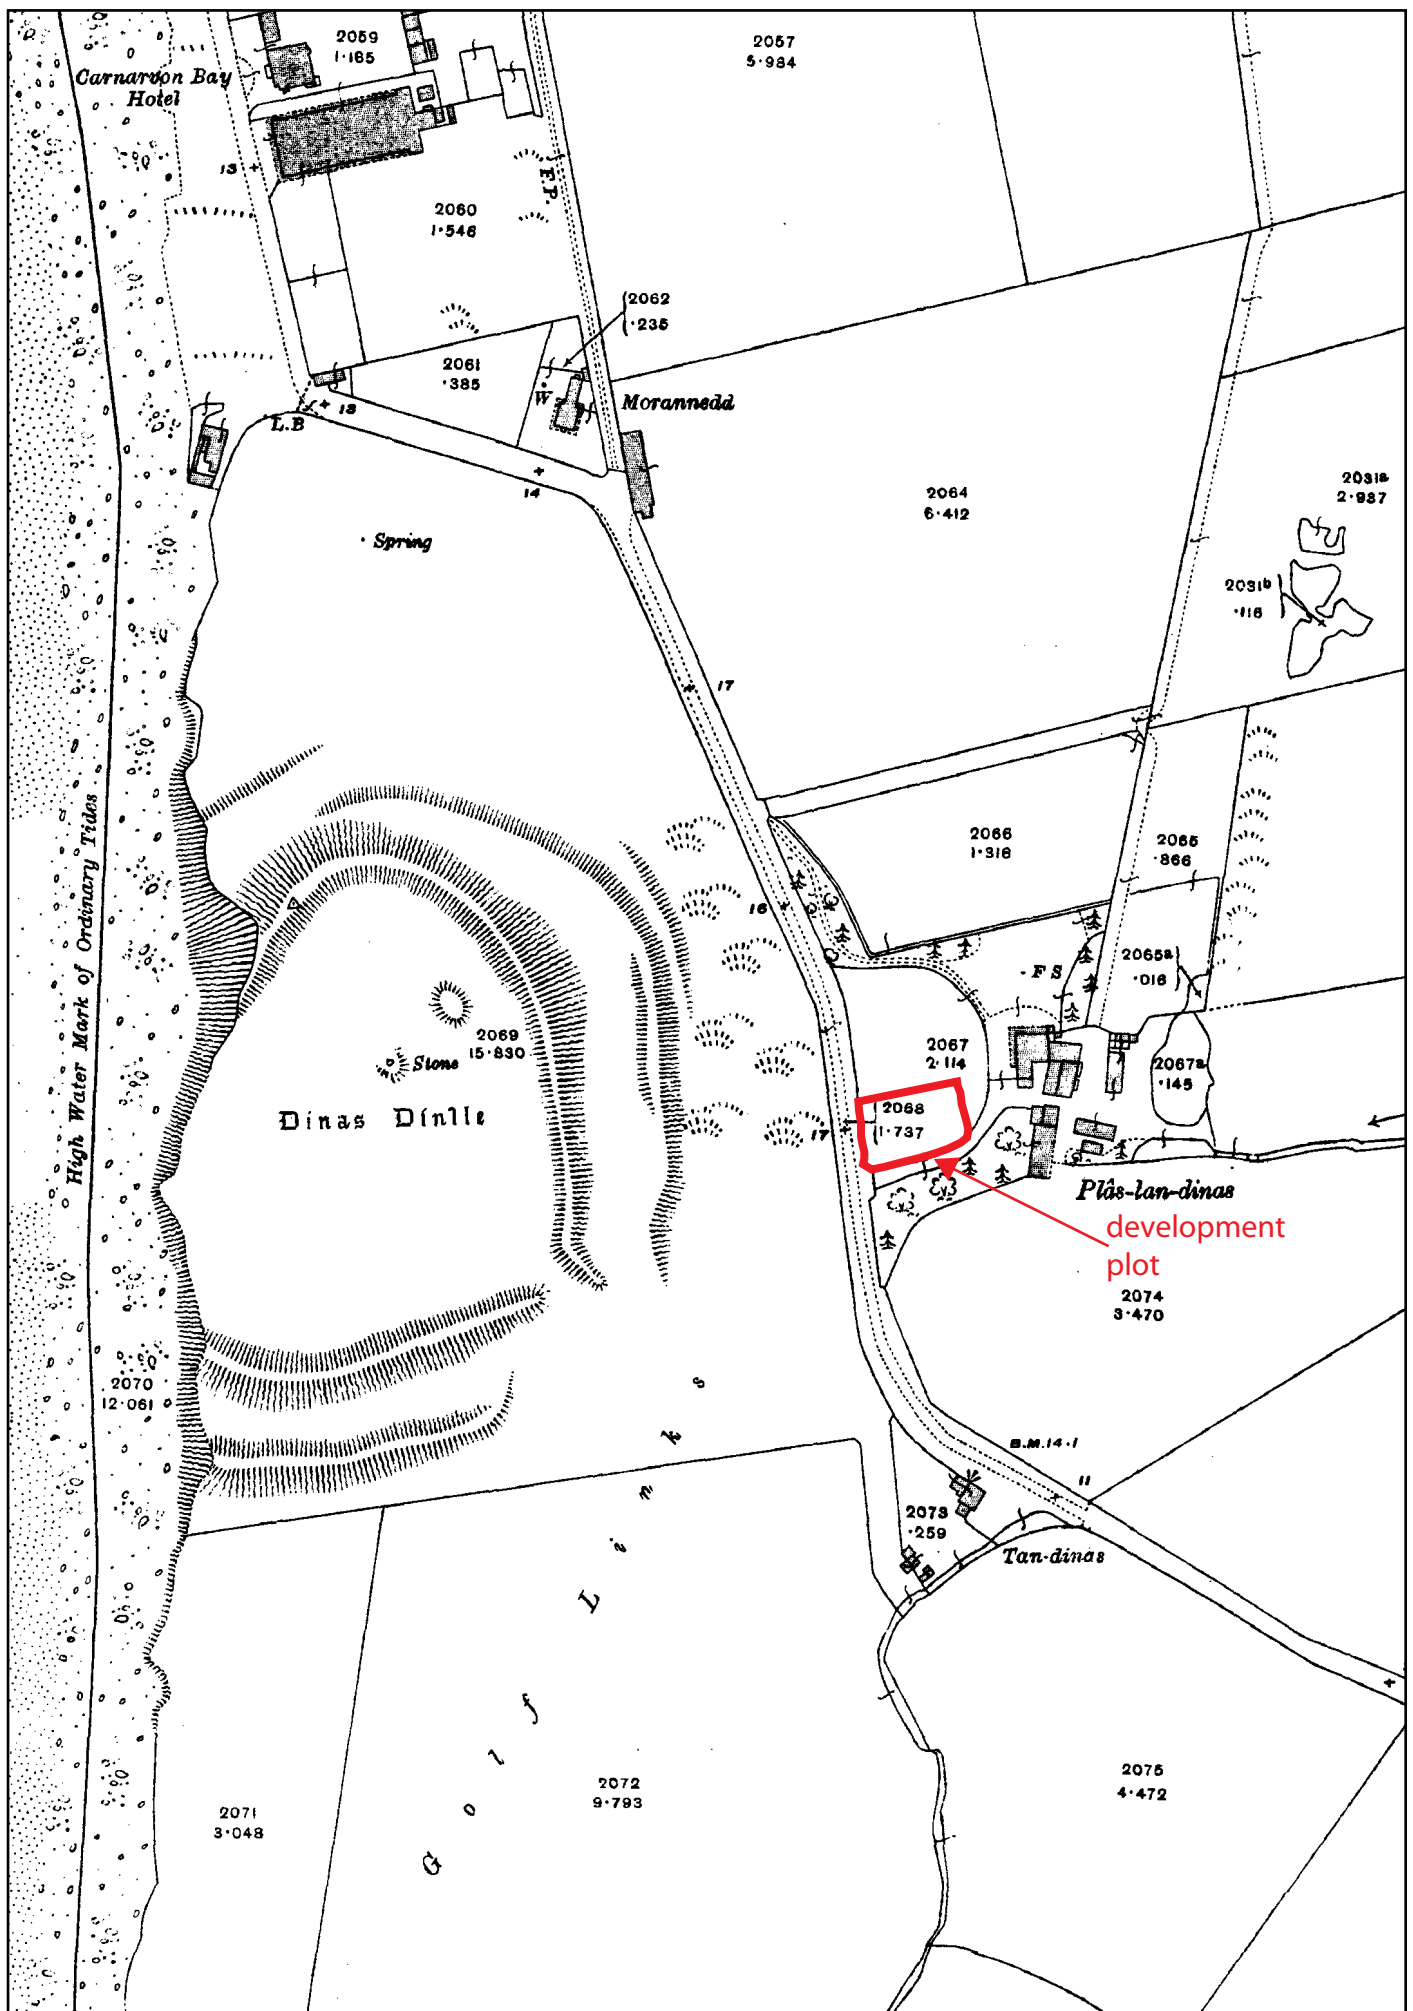 2059
1·165
2057
5·984
Carnarvon Bay
Hotel
13
F.P.
2060
1·546
2062
·235
2061
·385
W
Morannedd
13
L.B
14
2064
6·412
2031a
2·937
Spring
2031b
·116
17
High Water Mark of Ordinary Tides
2066
1·318
2065
·866
16
2065a
·016
F S
2069
15·830
Stone
2067
2·114
2067a
·145
Dinas Dinlle
2068
1·737
17
Plâs-lan-dinas
development
plot
2074
3·470
2070
12·061
B.M.14·1
11
2073
·259
Tan-dinas
Golf Links
2075
4·472
2072
9·793
2071
3·048